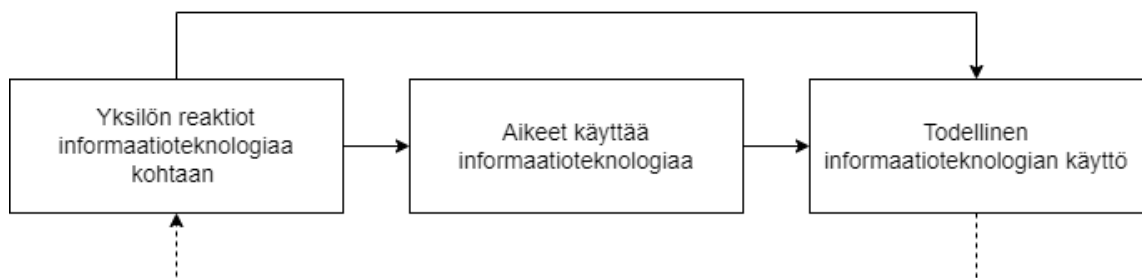 Yksilön reaktiot
informaatioteknologiaa
kohtaan
Aikeet käyttää
informaatioteknologiaa
Todellinen
informaatioteknologian käyttö